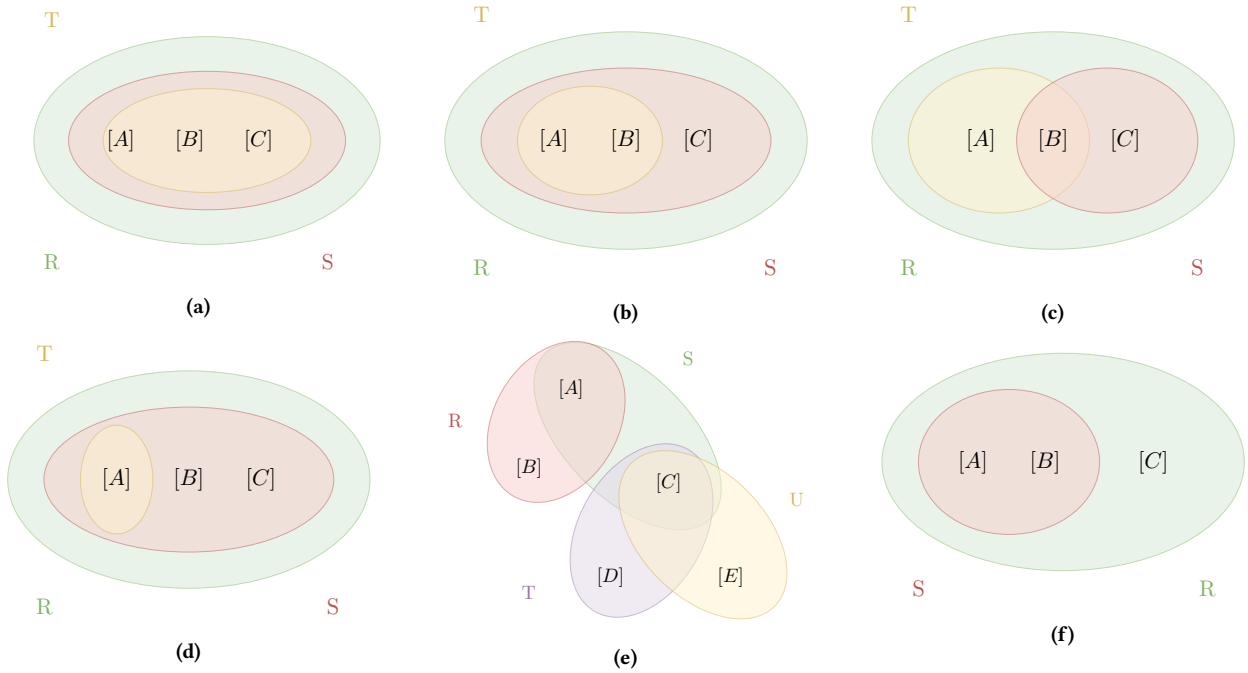 T
[A] [B] [C]
R S
(a)
T
[A] [B] [C]
R S
(b)
T
[A] [B] [C]
R S
(c)
T
[A] [B] [C]
R S
(d)
S
[A]
R
[B]
[C]
U
[D] [E]
T
(e)
[A] [B] [C]
S R
(f)